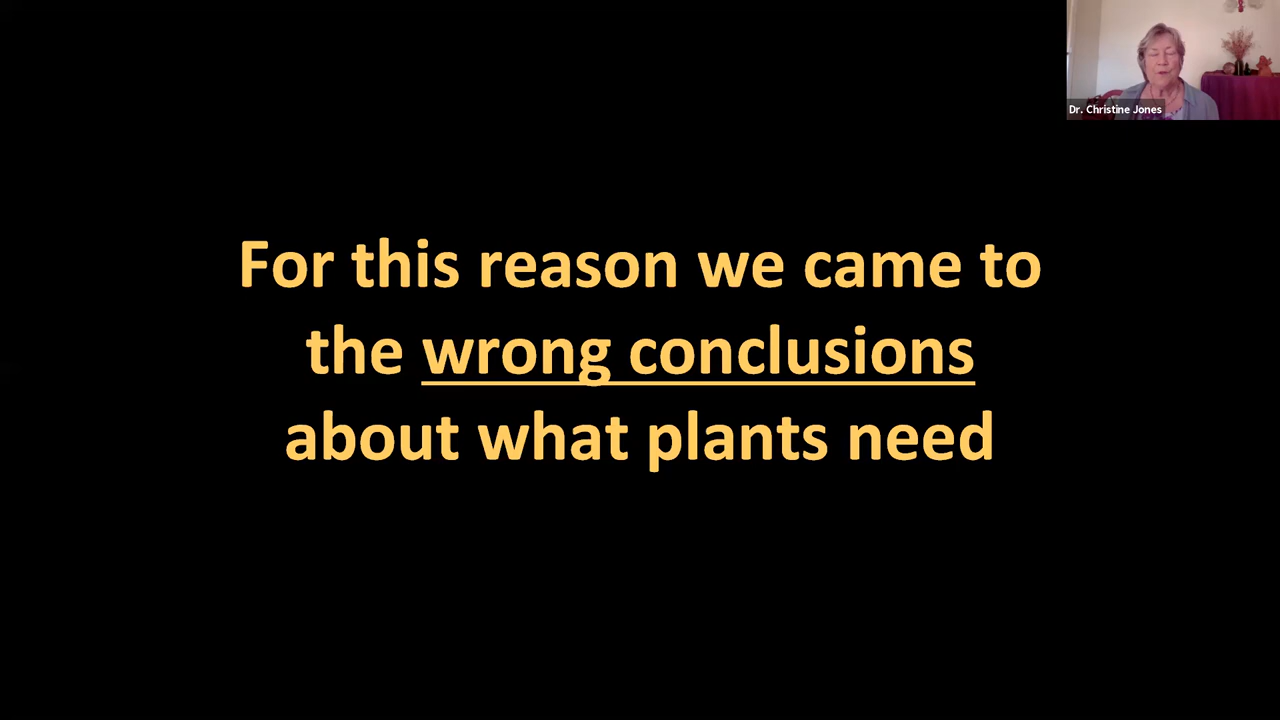 Dr. Christine Jones
For this reason we came to
the wrong conclusions
about what plants need